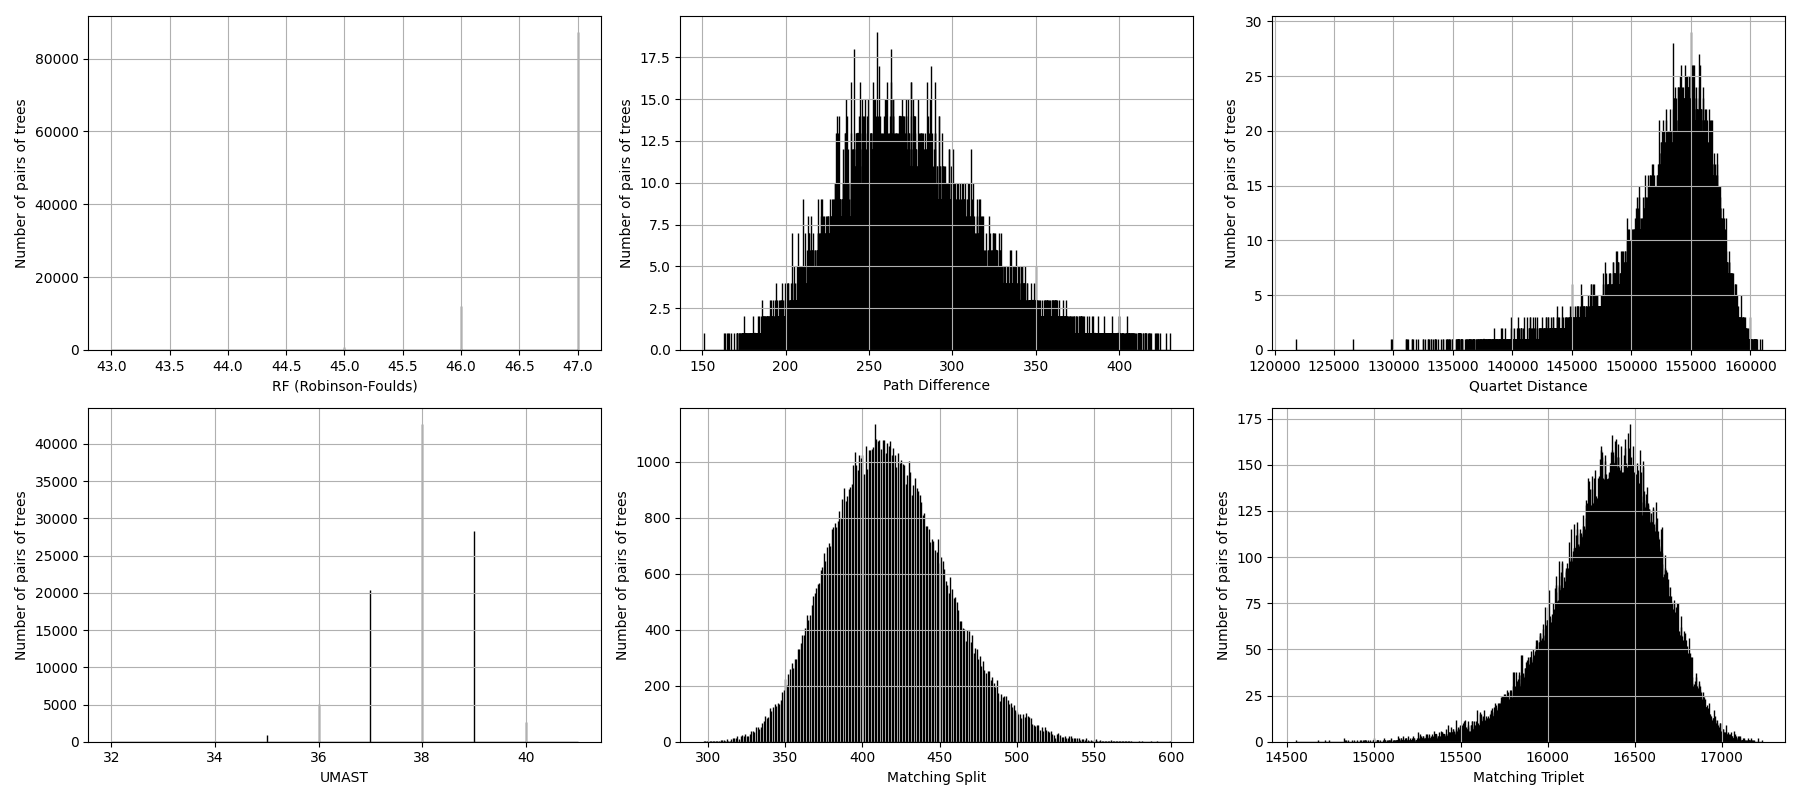 Number of pairs of trees
80000
60000
40000
20000
0
43.0 43.5 44.0 44.5 45.0 45.5 46.0 46.5 47.0
RF (Robinson-Foulds)
Number of pairs of trees
17.5
15.0
12.5
10.0
7.5
5.0
2.5
0.0
150 200 250 300 350 400
Path Difference
Number of pairs of trees
30
25
20
15
10
5
0
120000 125000 130000 135000 140000 145000 150000 155000 160000
Quartet Distance
Number of pairs of trees
40000
35000
30000
25000
20000
15000
10000
5000
0
32 34 36 38 40
UMAST
Number of pairs of trees
1000
800
600
400
200
0
300 350 400 450 500 550 600
Matching Split
Number of pairs of trees
175
150
125
100
75
50
25
0
14500 15000 15500 16000 16500 17000
Matching Triplet